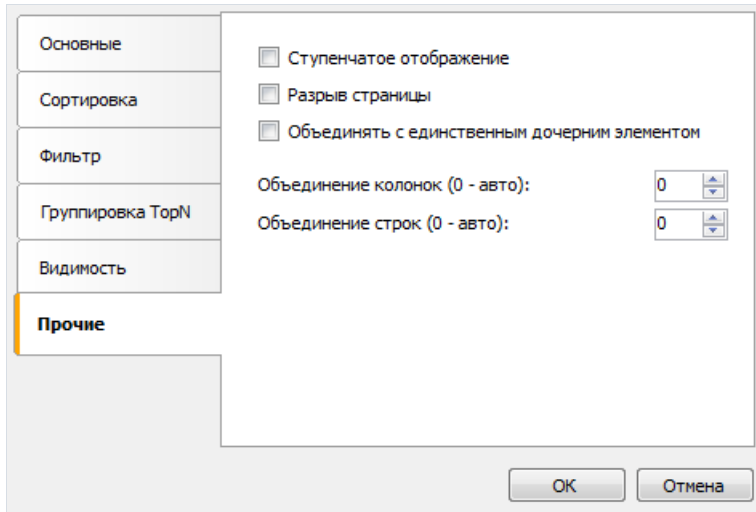 Основные
Сортировка
Фильтр
Группировка TopN
Видимость
Прочие
Ступенчатое отображение
Разрыв страницы
Объединять с единственным дочерним элементом
Объединение колонок (0 - авто): 0
Объединение строк (0 - авто): 0
OK Отмена